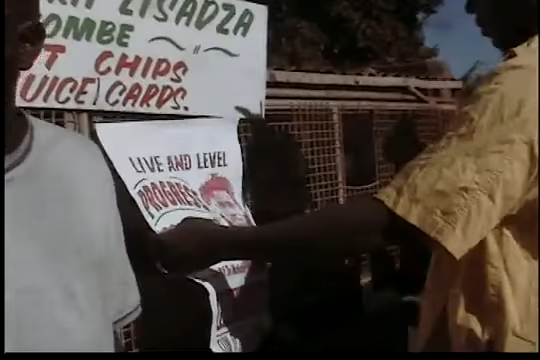 ZISADZA
OMBE
T CHIPS
UICE) CARDS.
LIVE AND LEVEL
PROGRESS